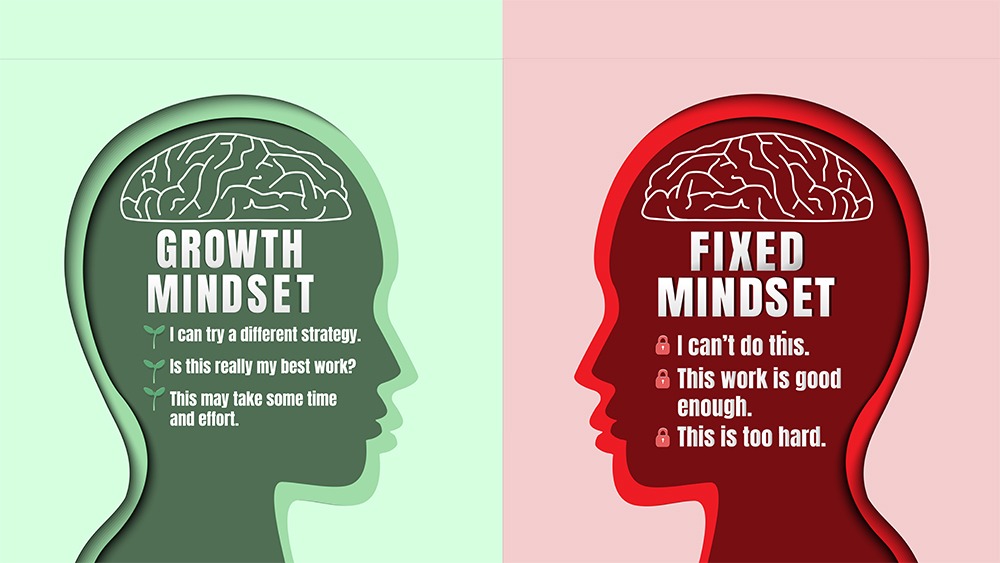 GROWTH
MINDSET
I can try a different strategy.
Is this really my best work?
This may take some time
and effort.
FIXED
MINDSET
I can't do this.
This work is good
enough.
This is too hard.